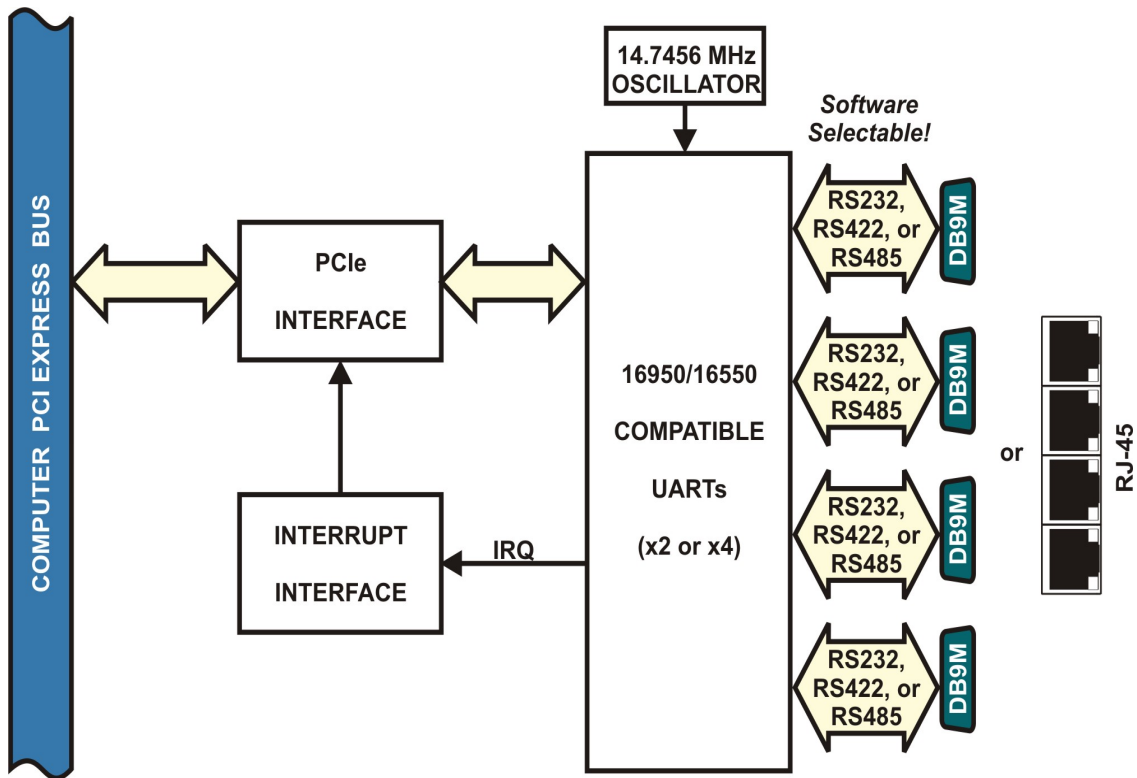 COMPUTER PCI EXPRESS BUS
14.7456 MHz
OSCILLATOR
Software
Selectable!
PCIe
INTERFACE
INTERRUPT
INTERFACE
IRQ
16950/16550
COMPATIBLE
UARTs
(x2 or x4)
RS232,
RS422, or
RS485
DB9M
RS232,
RS422, or
RS485
DB9M
RS232,
RS422, or
RS485
DB9M
RS232,
RS422, or
RS485
DB9M
or
RJ-45